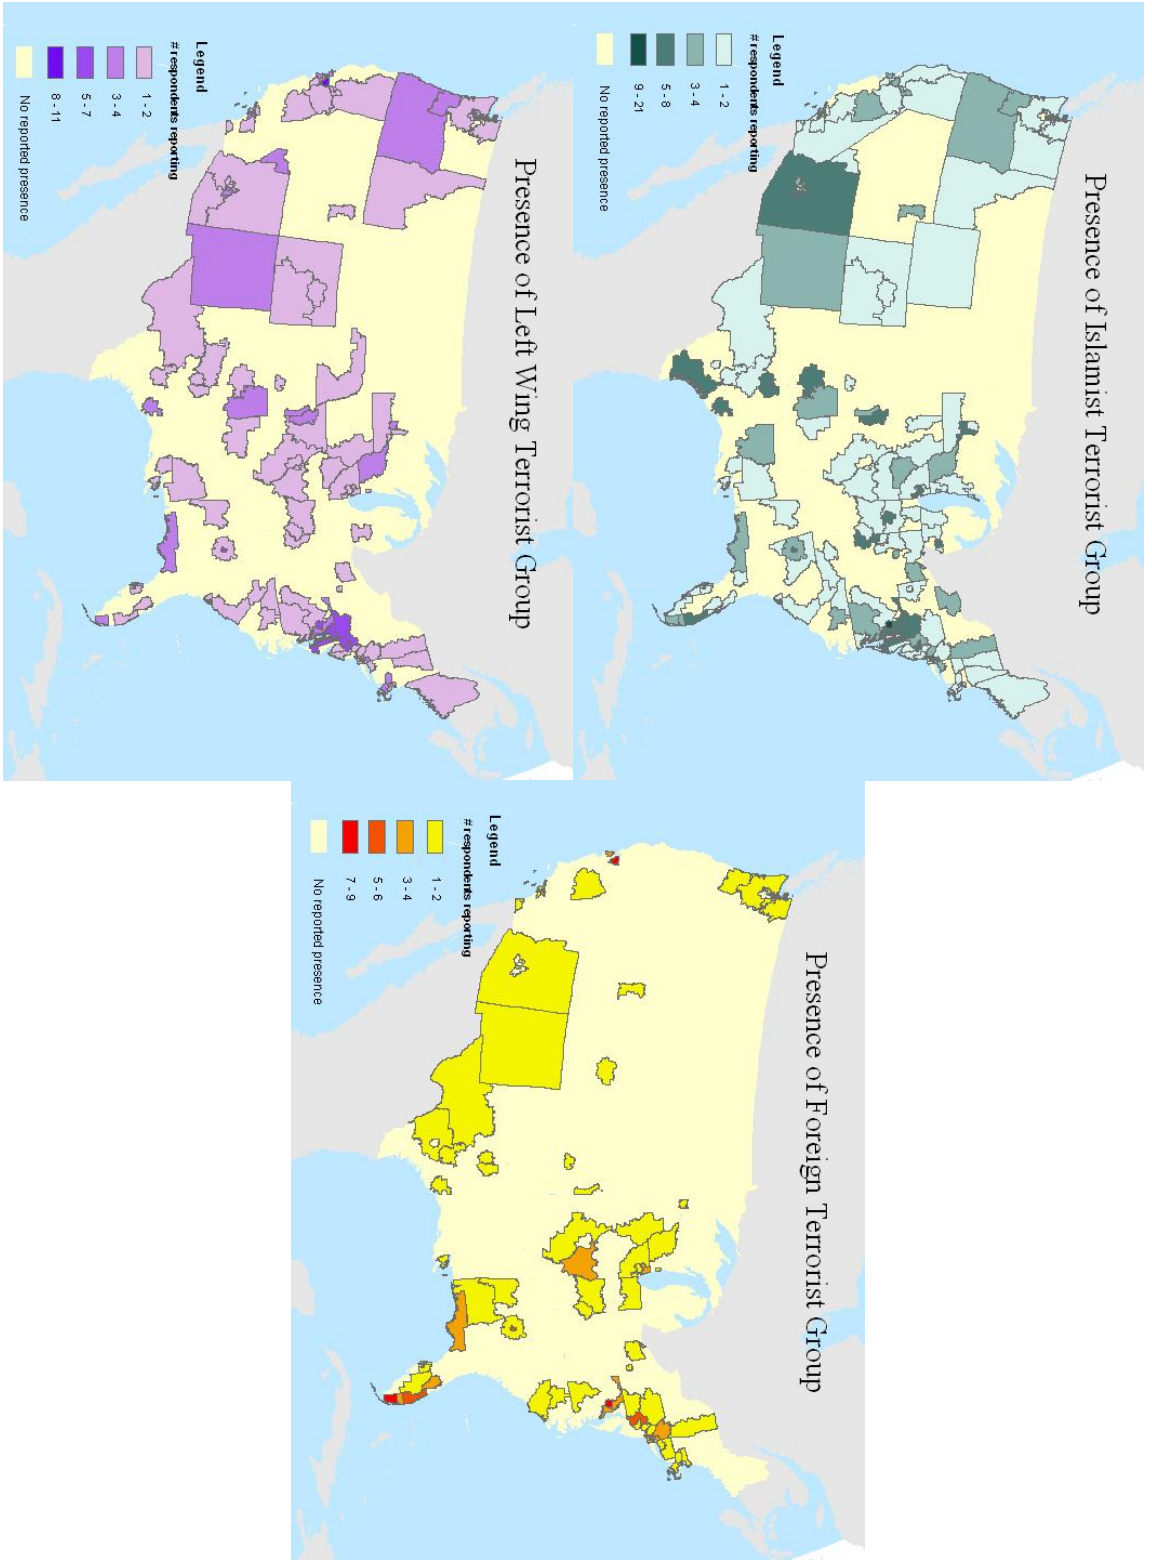 Presence of Islamist Terrorist Group
Legend
# respondents reporting
1 - 2
3 - 4
5 - 8
9 - 21
No reported presence
Presence of Left Wing Terrorist Group
Legend
# respondents reporting
1 - 2
3 - 4
5 - 7
8 - 11
No reported presence
Presence of Foreign Terrorist Group
Legend
# respondents reporting
1 - 2
3 - 4
5 - 6
7 - 9
No reported presence